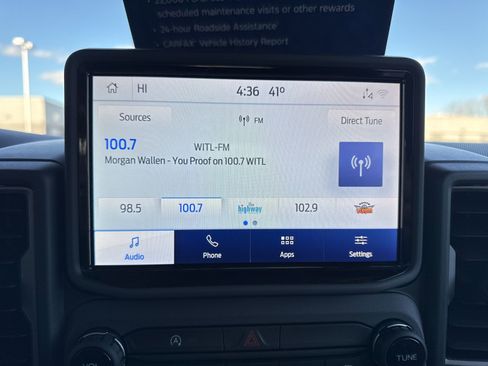 scheduled maintenance visits or other rewards
• 24-hour Roadside Assistance
• CARFAX® Vehicle History Report
HI 4:36 41°
Sources FM Direct Tune
100.7 WITL-FM
Morgan Wallen - You Proof on 100.7 WITL
98.5 100.7 the highway 102.9
Audio Phone Apps Settings
VOL TUNE